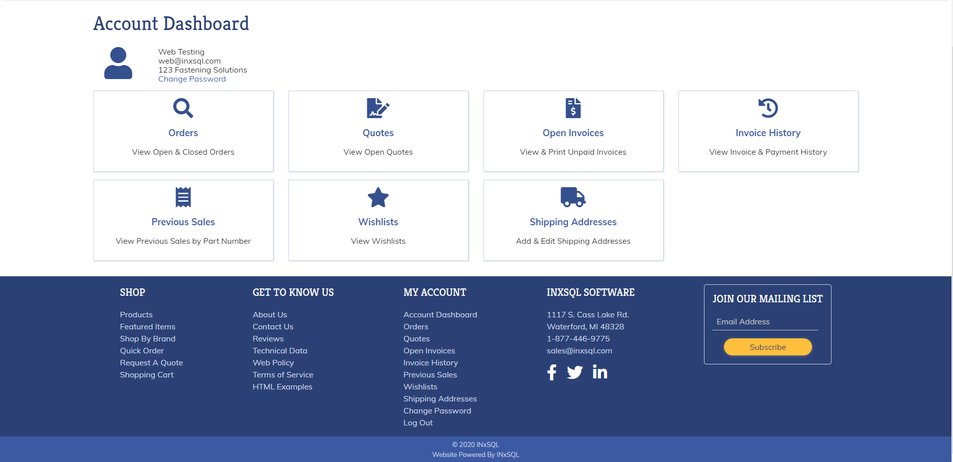 Account Dashboard
Web Testing
web@inxsql.com
123 Fastening Solutions
Change Password
Orders
View Open & Closed Orders
Quotes
View Open Quotes
Open Invoices
View & Print Unpaid Invoices
Invoice History
View Invoice & Payment History
Previous Sales
View Previous Sales by Part Number
Wishlists
View Wishlists
Shipping Addresses
Add & Edit Shipping Addresses
SHOP
Products
Featured Items
Shop By Brand
Quick Order
Request A Quote
Shopping Cart
GET TO KNOW US
About Us
Contact Us
Reviews
Technical Data
Web Policy
Terms of Service
HTML Examples
MY ACCOUNT
Account Dashboard
Orders
Quotes
Open Invoices
Invoice History
Previous Sales
Wishlists
Shipping Addresses
Change Password
Log Out
INXSQL SOFTWARE
1117 S. Cass Lake Rd.
Waterford, MI 48328
1-877-446-9775
sales@inxsql.com
JOIN OUR MAILING LIST
Email Address
Subscribe
© 2020 INxSQL
Website Powered By INxSQL